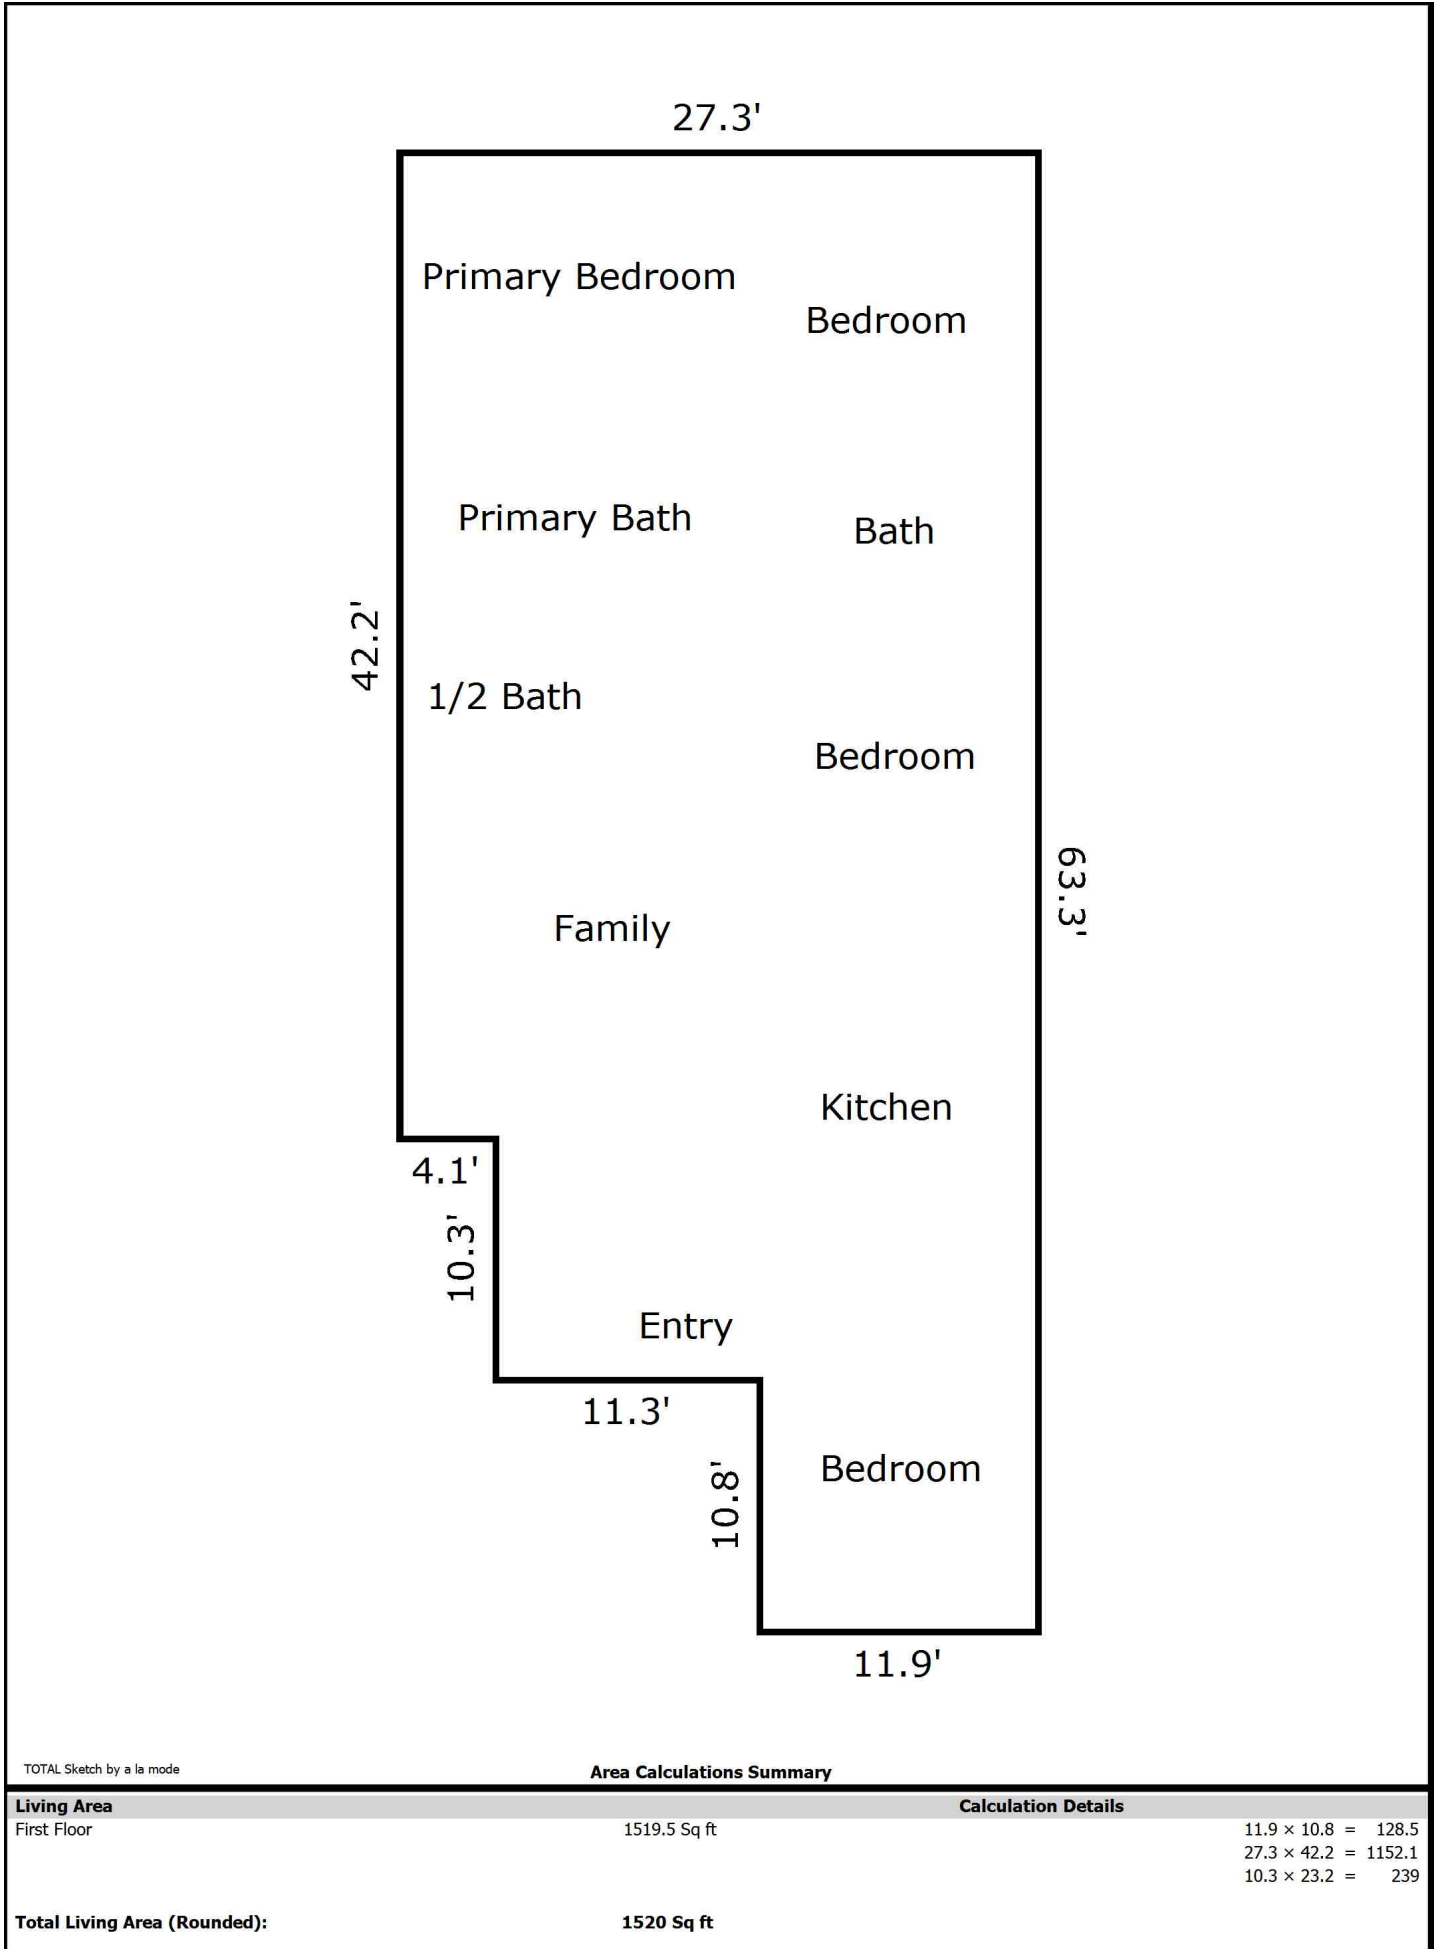 27.3'
Primary Bedroom
Bedroom
Primary Bath
Bath
42.2'
1/2 Bath
Bedroom
63.3'
Family
Kitchen
4.1'
10.3'
Entry
11.3'
Bedroom
10.8'
11.9'
TOTAL Sketch by a la mode
Area Calculations Summary
Living Area Calculation Details
First Floor 1519.5 Sq ft 11.9 × 10.8 = 128.5
27.3 × 42.2 = 1152.1
10.3 × 23.2 = 239
Total Living Area (Rounded): 1520 Sq ft